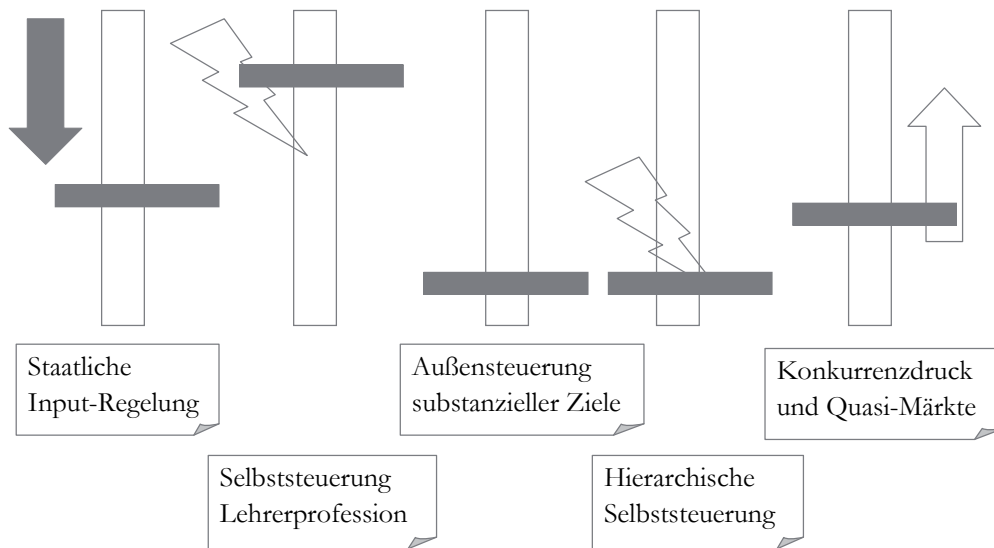 Staatliche
Input-Regelung
Außensteuerung
substanzieller Ziele
Konkurrenzdruck
und Quasi-Märkte
Selbststeuerung
Lehrerprofession
Hierarchische
Selbststeuerung